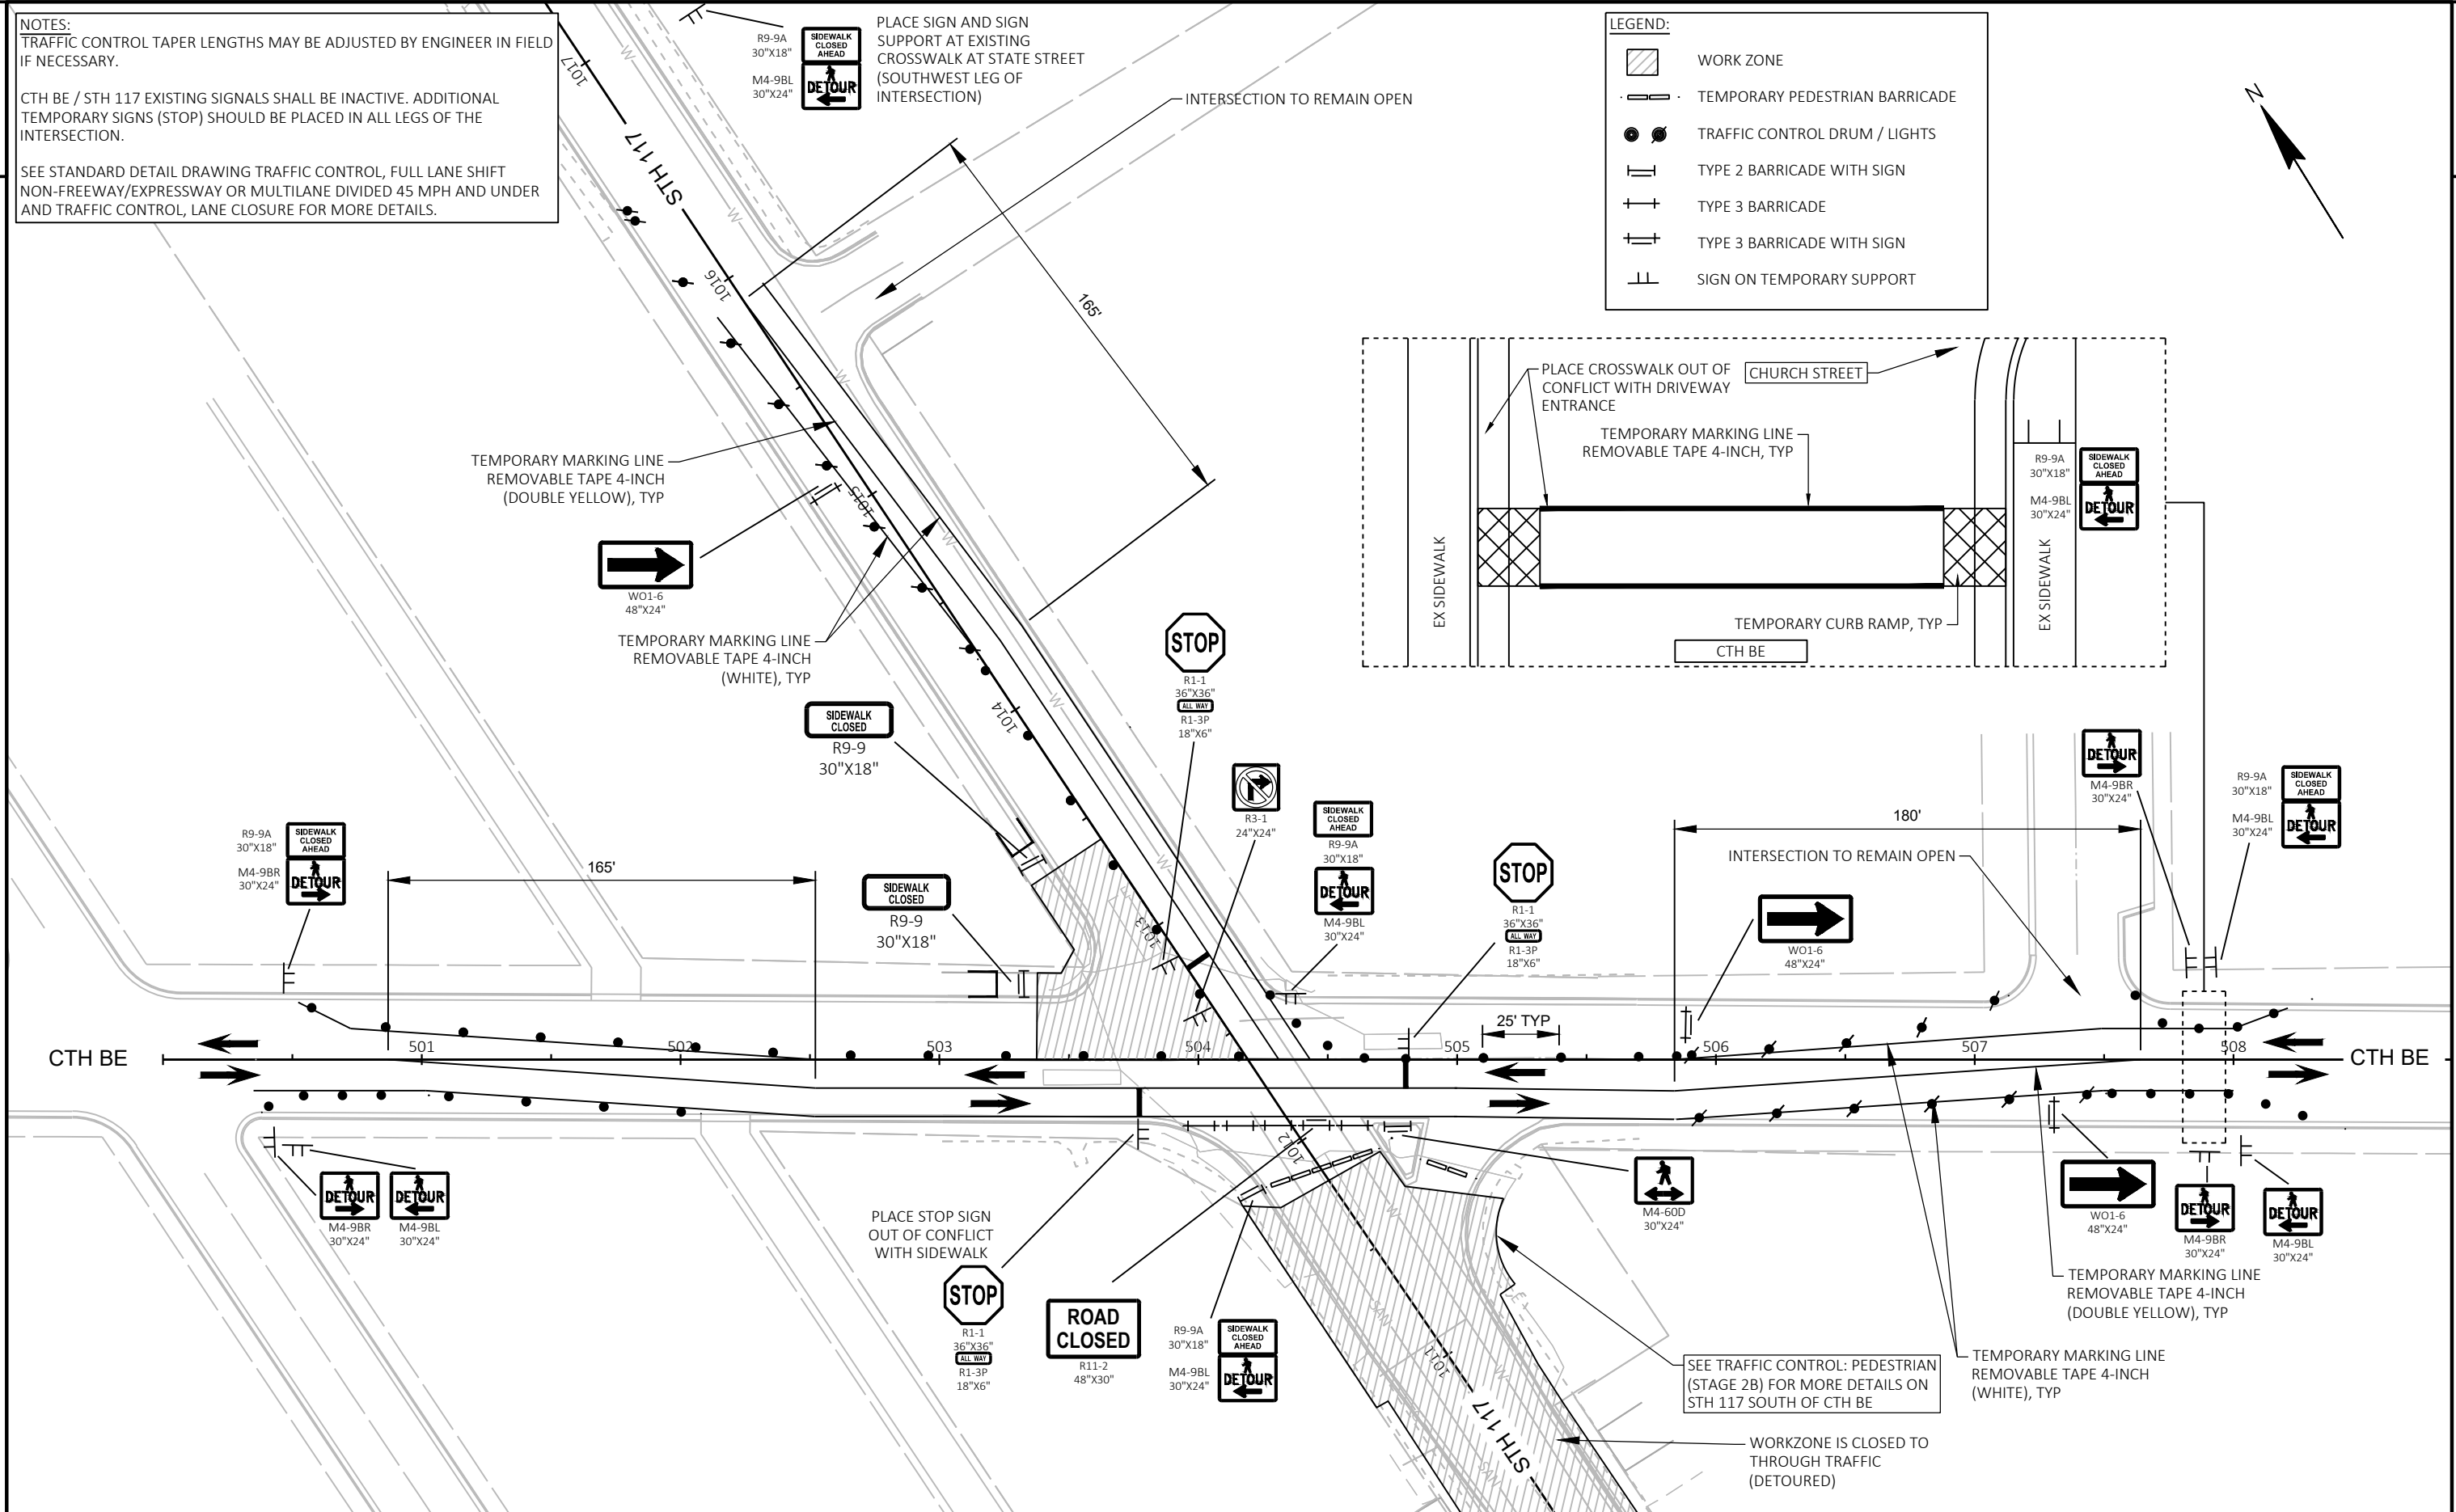 NOTES:
TRAFFIC CONTROL TAPER LENGTHS MAY BE ADJUSTED BY ENGINEER IN FIELD
IF NECESSARY.
CTH BE / STH 117 EXISTING SIGNALS SHALL BE INACTIVE. ADDITIONAL
TEMPORARY SIGNS (STOP) SHOULD BE PLACED IN ALL LEGS OF THE
INTERSECTION.
SEE STANDARD DETAIL DRAWING TRAFFIC CONTROL, FULL LANE SHIFT
NON-FREEWAY/EXPRESSWAY OR MULTILANE DIVIDED 45 MPH AND UNDER
AND TRAFFIC CONTROL, LANE CLOSURE FOR MORE DETAILS.
R9-9A
30"X18"
SIDEWALK
CLOSED
AHEAD
M4-9BL
30"X24"
DETOUR
PLACE SIGN AND SIGN
SUPPORT AT EXISTING
CROSSWALK AT STATE STREET
(SOUTHWEST LEG OF
INTERSECTION)
INTERSECTION TO REMAIN OPEN
LEGEND:
WORK ZONE
TEMPORARY PEDESTRIAN BARRICADE
TRAFFIC CONTROL DRUM / LIGHTS
TYPE 2 BARRICADE WITH SIGN
TYPE 3 BARRICADE
TYPE 3 BARRICADE WITH SIGN
SIGN ON TEMPORARY SUPPORT
N
1017
STH 117
1016
165'
W
W
W
W
W
PLACE CROSSWALK OUT OF
CONFLICT WITH DRIVEWAY
ENTRANCE
CHURCH STREET
TEMPORARY MARKING LINE
REMOVABLE TAPE 4-INCH, TYP
R9-9A
30"X18"
SIDEWALK
CLOSED
AHEAD
M4-9BL
30"X24"
DETOUR
EX SIDEWALK
EX SIDEWALK
TEMPORARY CURB RAMP, TYP
CTH BE
TEMPORARY MARKING LINE
REMOVABLE TAPE 4-INCH
(DOUBLE YELLOW), TYP
1015
WO1-6
48"X24"
TEMPORARY MARKING LINE
REMOVABLE TAPE 4-INCH
(WHITE), TYP
STOP
R1-1
36"X36"
ALL WAY
R1-3P
18"X6"
SIDEWALK
CLOSED
R9-9
30"X18"
1014
W
W
R3-1
24"X24"
SIDEWALK
CLOSED
AHEAD
R9-9A
30"X18"
DETOUR
M4-9BL
30"X24"
STOP
R1-1
36"X36"
ALL WAY
R1-3P
18"X6"
DETOUR
M4-9BR
30"X24"
R9-9A
30"X18"
SIDEWALK
CLOSED
AHEAD
M4-9BL
30"X24"
DETOUR
180'
INTERSECTION TO REMAIN OPEN
WO1-6
48"X24"
R9-9A
30"X18"
SIDEWALK
CLOSED
AHEAD
M4-9BR
30"X24"
DETOUR
165'
SIDEWALK
CLOSED
R9-9
30"X18"
1013
25' TYP
CTH BE
501
502
503
504
505
506
507
508
CTH BE
1012
DETOUR
M4-9BR
30"X24"
DETOUR
M4-9BL
30"X24"
PLACE STOP SIGN
OUT OF CONFLICT
WITH SIDEWALK
STOP
R1-1
36"X36"
ALL WAY
R1-3P
18"X6"
ROAD
CLOSED
R11-2
48"X30"
R9-9A
30"X18"
SIDEWALK
CLOSED
AHEAD
M4-9BL
30"X24"
DETOUR
M4-60D
30"X24"
WO1-6
48"X24"
DETOUR
M4-9BR
30"X24"
DETOUR
M4-9BL
30"X24"
TEMPORARY MARKING LINE
REMOVABLE TAPE 4-INCH
(DOUBLE YELLOW), TYP
TEMPORARY MARKING LINE
REMOVABLE TAPE 4-INCH
(WHITE), TYP
SEE TRAFFIC CONTROL: PEDESTRIAN
(STAGE 2B) FOR MORE DETAILS ON
STH 117 SOUTH OF CTH BE
WORKZONE IS CLOSED TO
THROUGH TRAFFIC
(DETOURED)
W
SAN
1011
W
STH 117
SAN